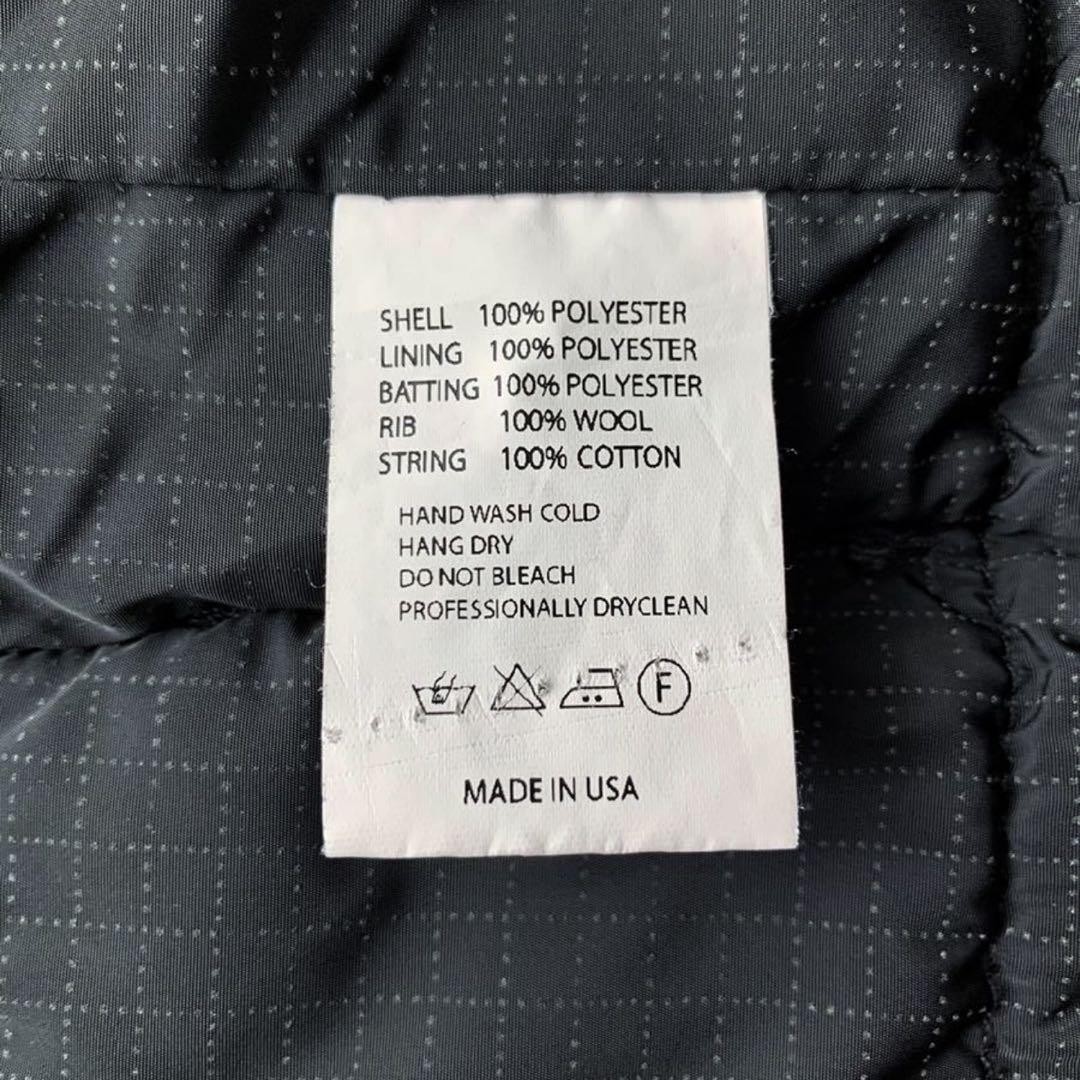 SHELL 100% POLYESTER
LINING 100% POLYESTER
BATTING 100% POLYESTER
RIB 100% WOOL
STRING 100% COTTON
HAND WASH COLD
HANG DRY
DO NOT BLEACH
PROFESSIONALLY DRYCLEAN
F
MADE IN USA